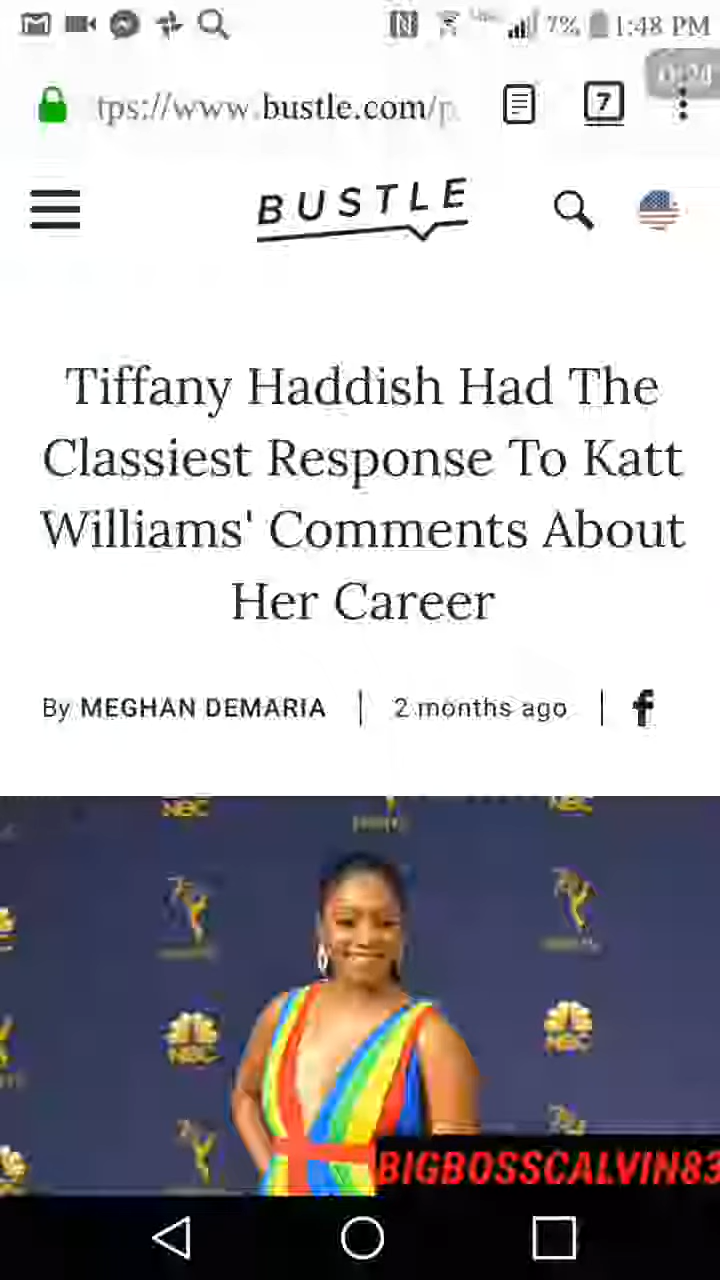 7% 1:48 PM
tps://www.bustle.com/p
7
BUSTLE
Tiffany Haddish Had The
Classiest Response To Katt
Williams' Comments About
Her Career
By MEGHAN DEMARIA | 2 months ago | f
NBC
NBC
NBC
NBC
BIGBOSSCALVIN83